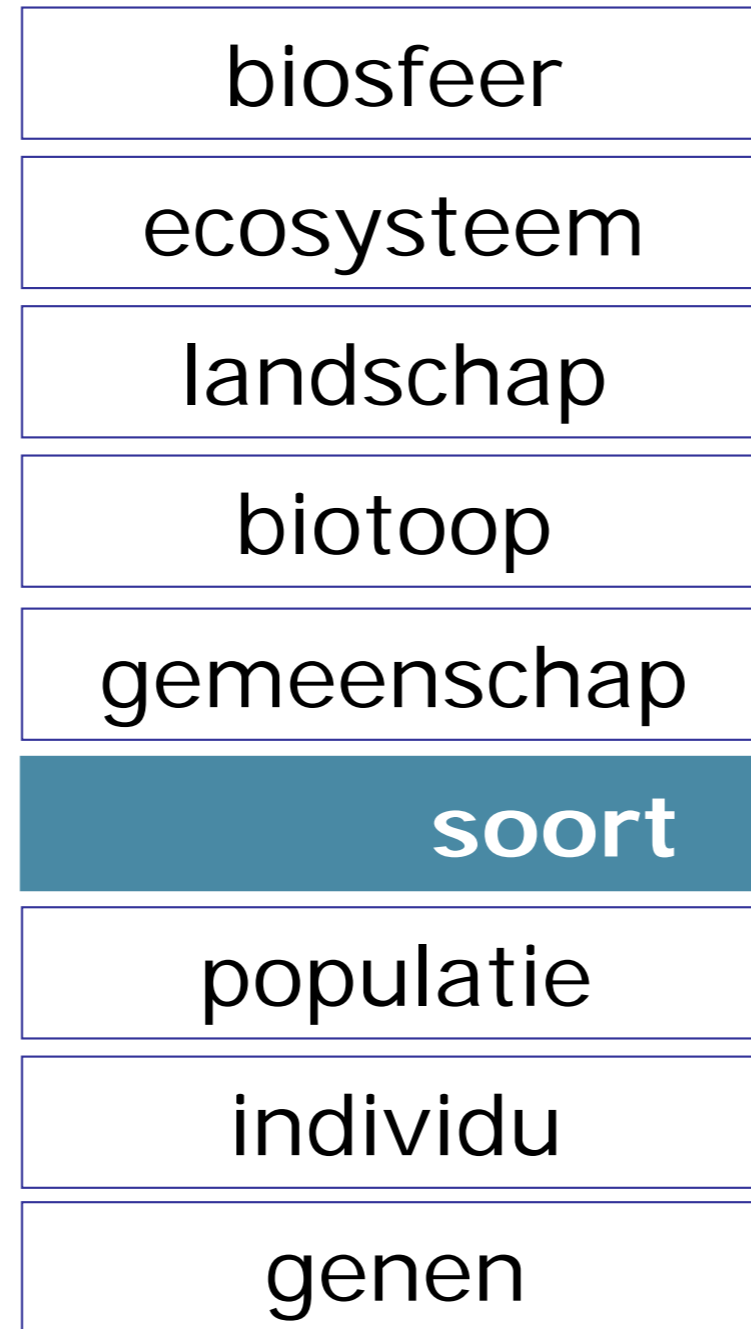 biosfeer
ecosysteem
landschap
biotoop
gemeenschap
soort
populatie
individu
genen